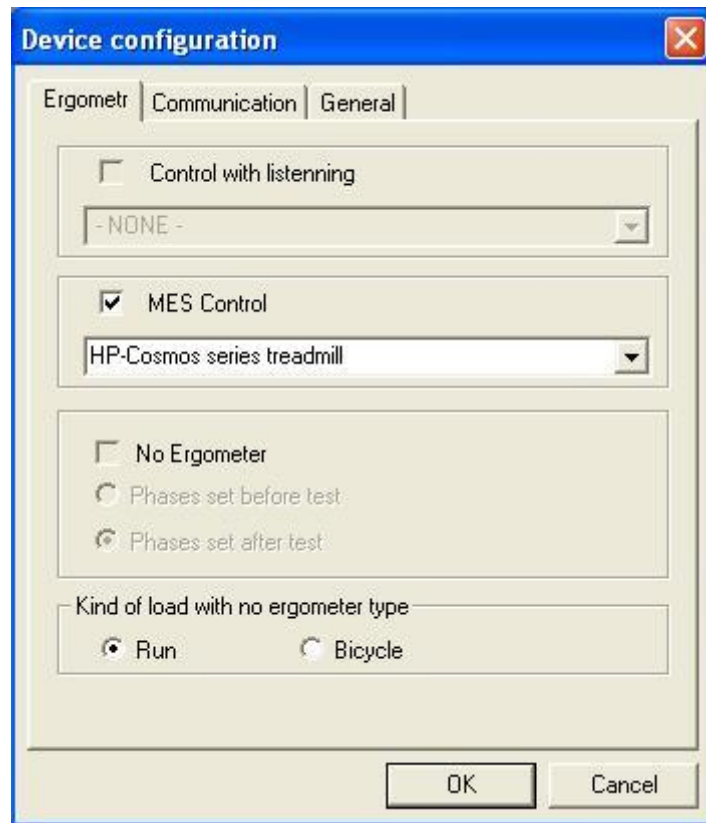 Device configuration
Ergometr Communication General
Control with listenning
- NONE -
MES Control
HP-Cosmos series treadmill
No Ergometer
Phases set before test
Phases set after test
Kind of load with no ergometer type
Run Bicycle
OK Cancel